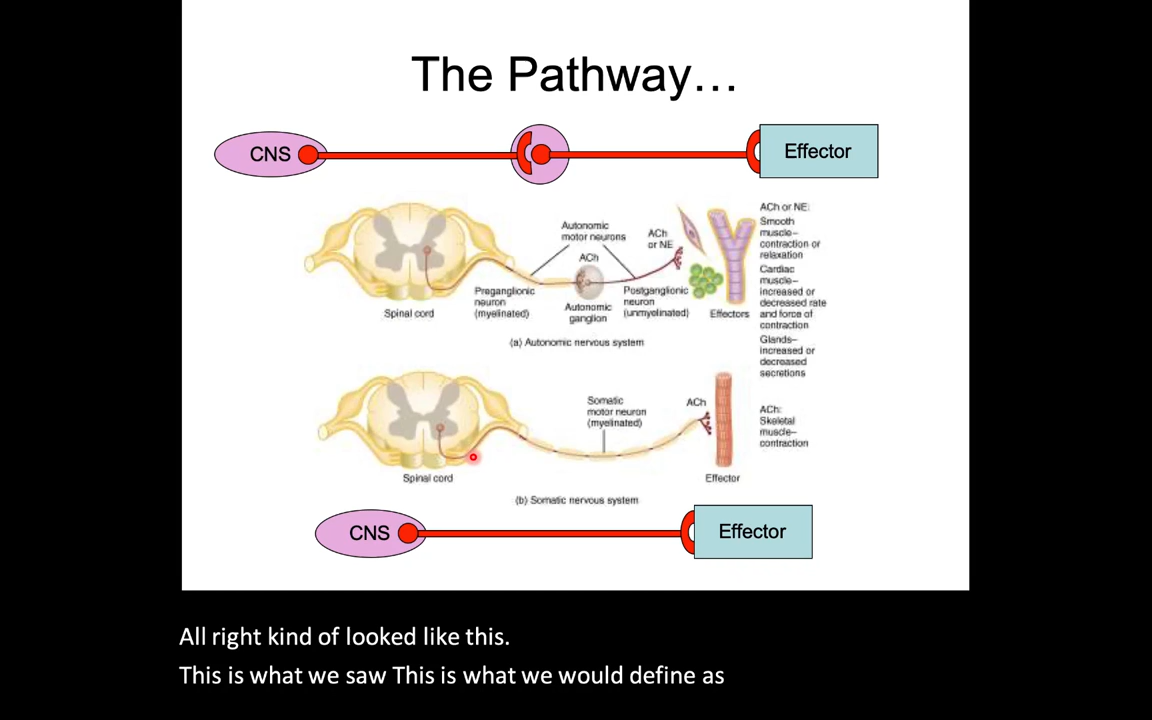 The Pathway...
CNS
Effector
Autonomic
motor neurons
ACh
ACh
or NE
Preganglionic
neuron
(myelinated)
Autonomic
ganglion
Postganglionic
neuron
(unmyelinated)
Spinal cord
Effectors
ACh or NE:
Smooth
muscle–
contraction or
relaxation
Cardiac
muscle–
increased or
decreased rate
and force of
contraction
Glands–
increased or
decreased
secretions
(a) Autonomic nervous system
Somatic
motor neuron
(myelinated)
ACh
ACh:
Skeletal
muscle–
contraction
Spinal cord
Effector
(b) Somatic nervous system
CNS
Effector
All right kind of looked like this.
This is what we saw This is what we would define as